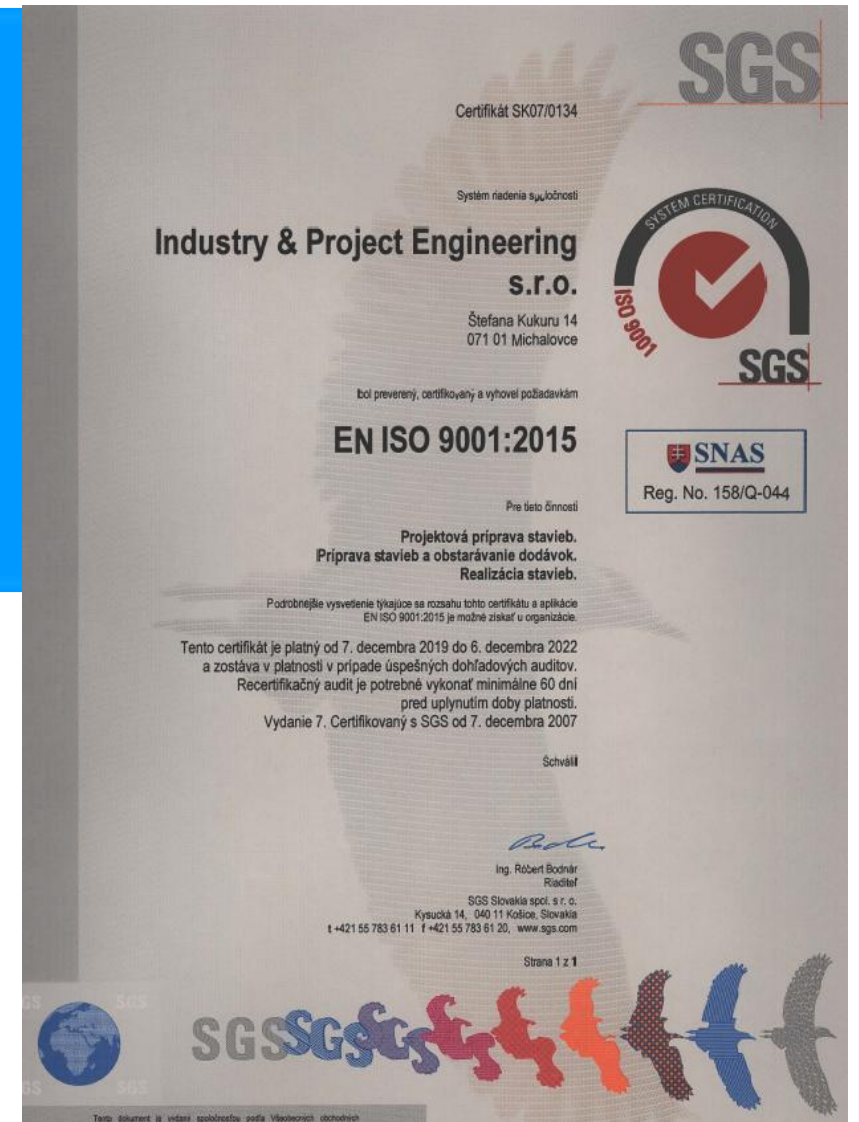 SGS
Certifikát SK07/0134
Systém riadenia spoločnosti
Industry & Project Engineering
s.r.o.
Štefana Kukuru 14
071 01 Michalovce
bol preverený, certifikovaný a vyhovel požiadavkám
EN ISO 9001:2015
SYSTEM CERTIFICATION
ISO 9001
SGS
SNAS
Reg. No. 158/Q-044
Pre tieto činnosti
Projektová príprava stavieb.
Príprava stavieb a obstarávanie dodávok.
Realizácia stavieb.
Podrobnejšie vysvetlenie týkajúce sa rozsahu tohto certifikátu a aplikácie
EN ISO 9001:2015 je možné získať u organizácie.
Tento certifikát je platný od 7. decembra 2019 do 6. decembra 2022
a zostáva v platnosti v prípade úspešných dohľadových auditov.
Recertifikačný audit je potrebné vykonať minimálne 60 dní
pred uplynutím doby platnosti.
Vydanie 7. Certifikovaný s SGS od 7. decembra 2007
Schválil
Ing. Róbert Bodnár
Riaditeľ
SGS Slovakia spol. s r. o.
Kysucká 14, 040 11 Košice, Slovakia
t +421 55 783 61 11 f +421 55 783 61 20, www.sgs.com
Strana 1 z 1
SGS
SGS
SGS
SGS
SGS
Tento dokument je vydaný spoločnosťou podľa Všeobecných obchodných